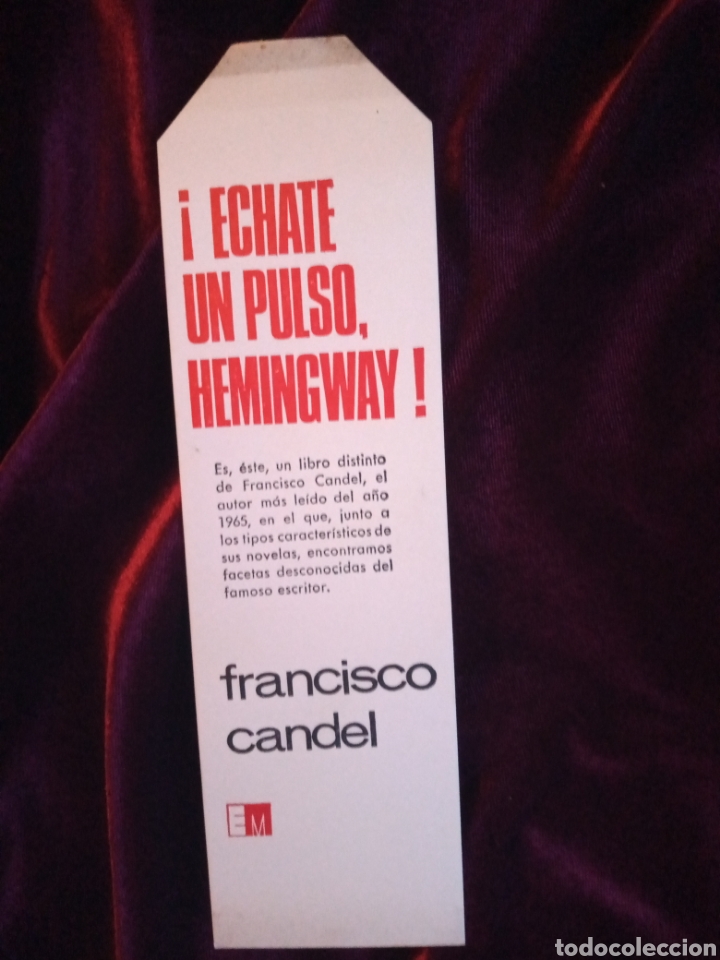 ¡ ECHATE
UN PULSO,
HEMINGWAY !
Es, éste, un libro distinto
de Francisco Candel, el
autor más leído del año
1965, en el que, junto a
los tipos característicos de
sus novelas, encontramos
facetas desconocidas del
famoso escritor.
francisco
candel
EM
todocoleccion